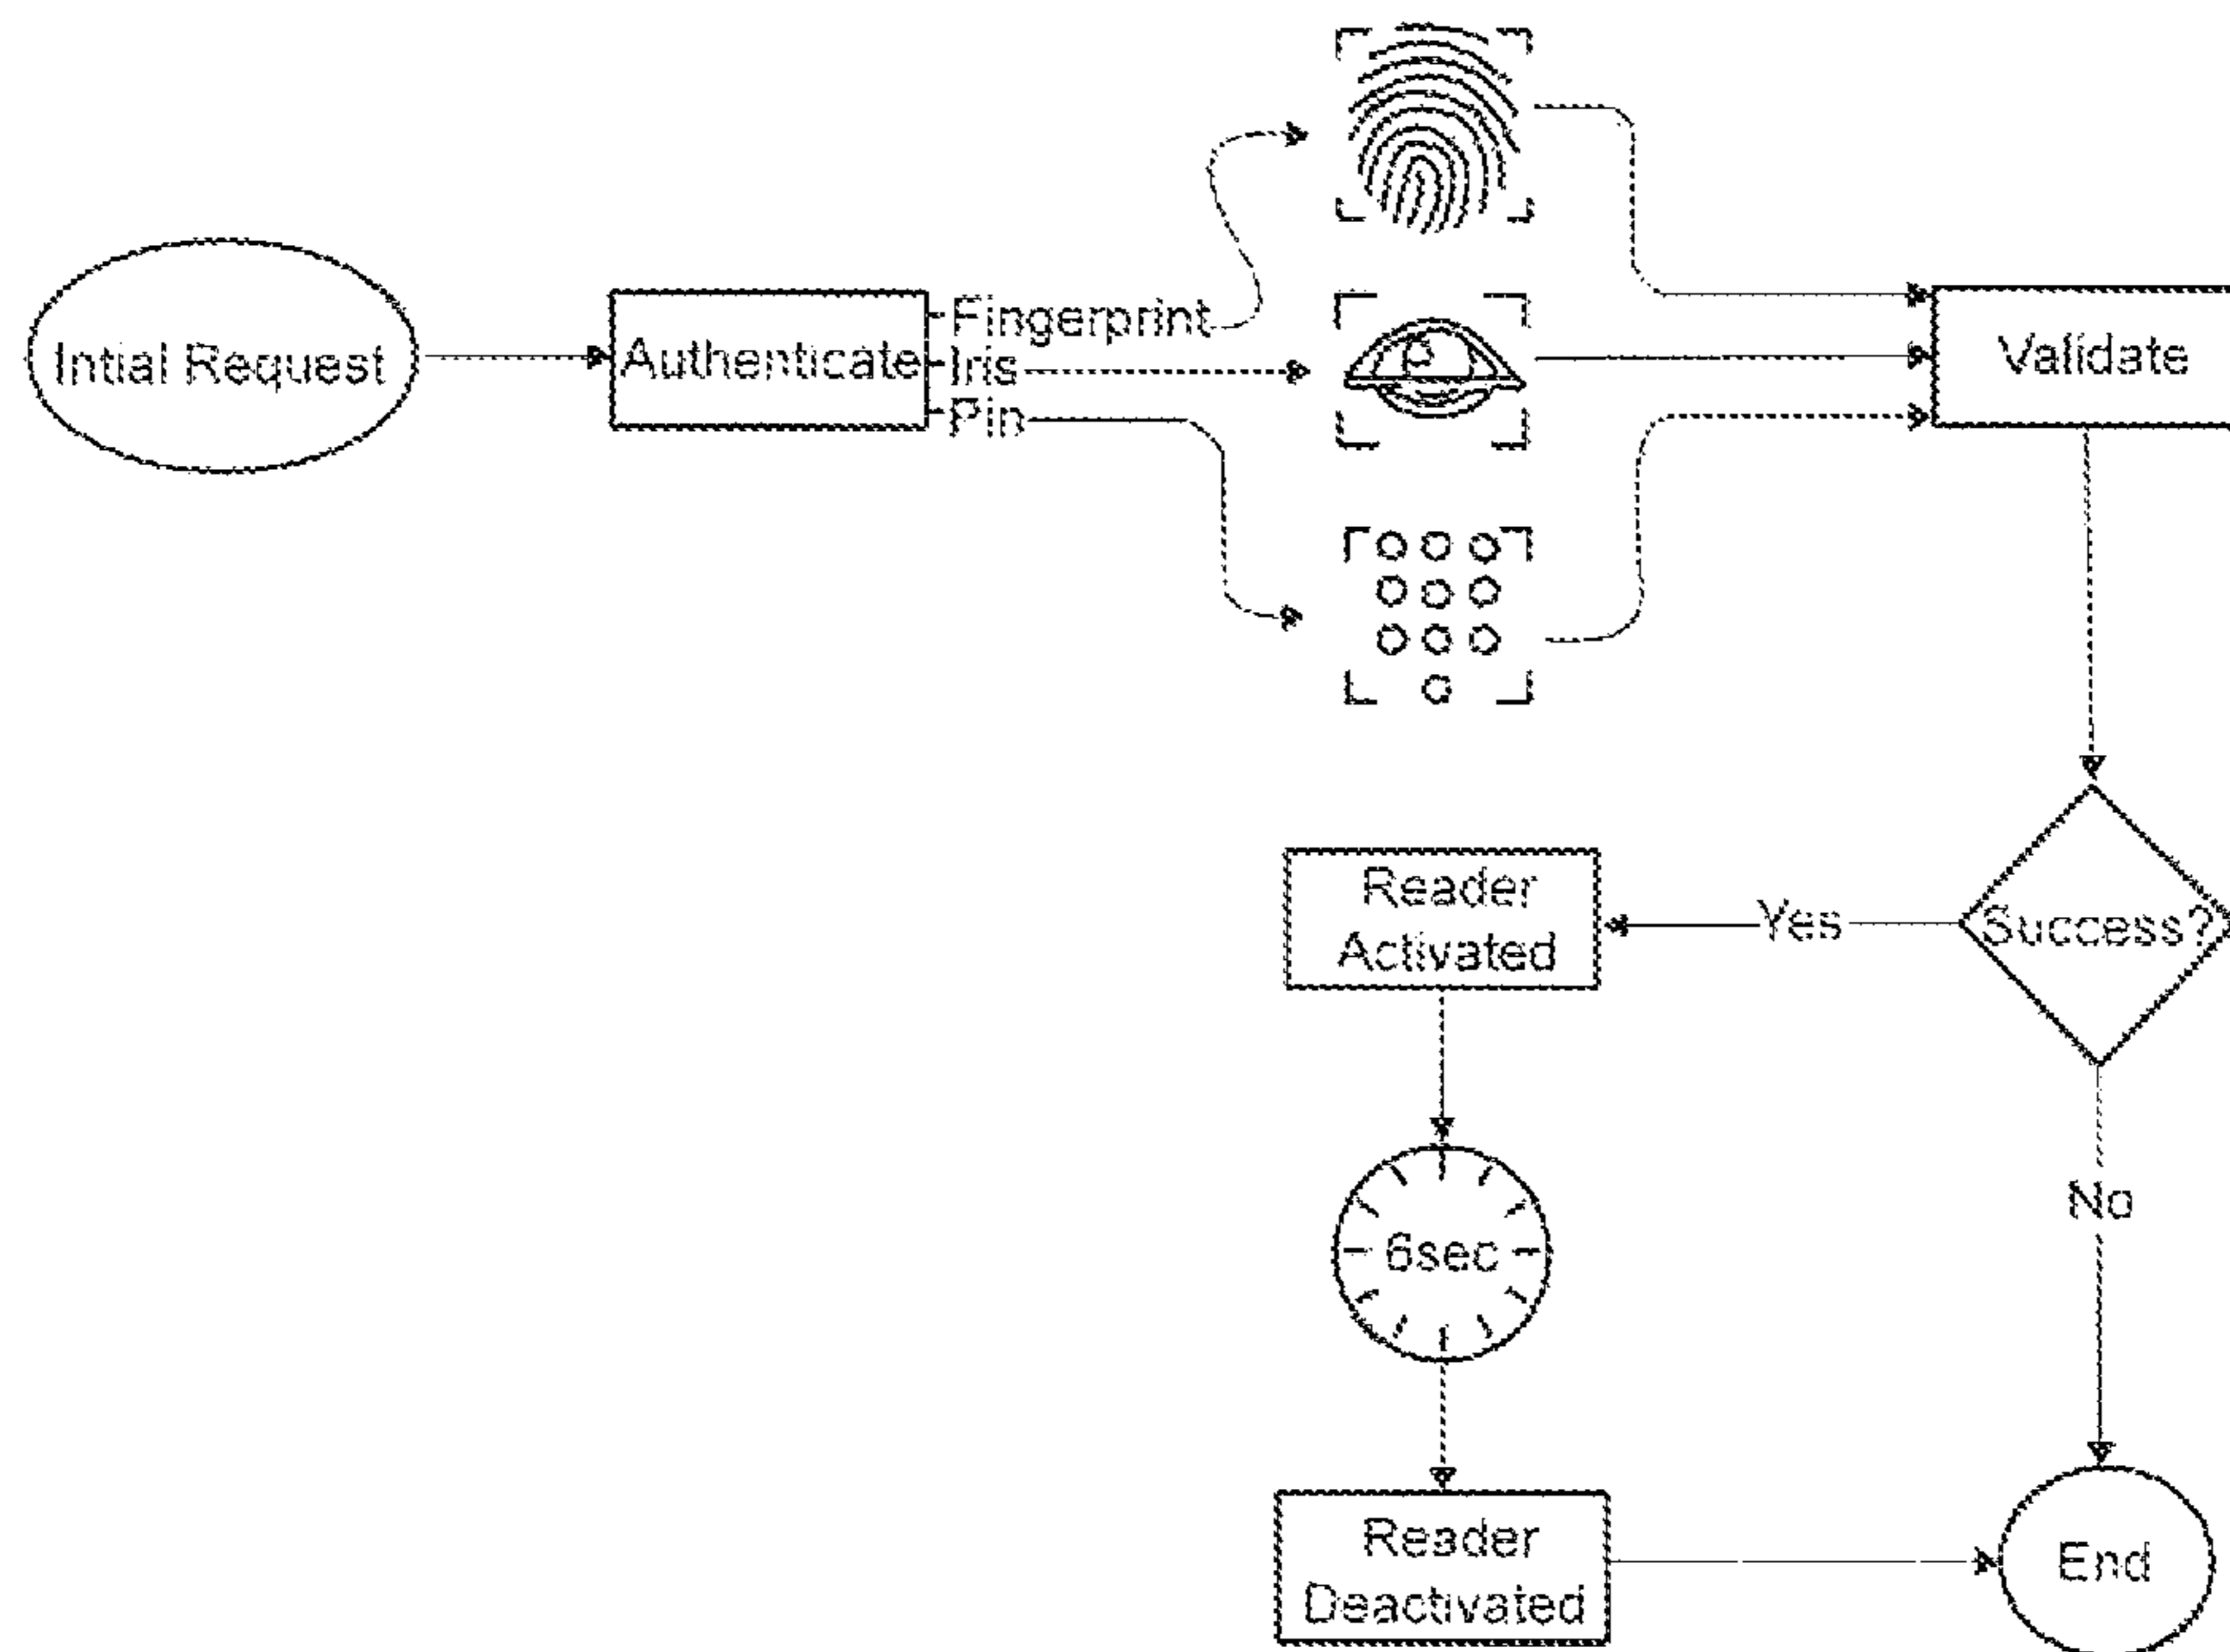 Intial Request
Authenticate
Fingerprint
Iris
Pin
Validate
Success?
Yes
No
Reader
Activated
6sec
Reader
Deactivated
End